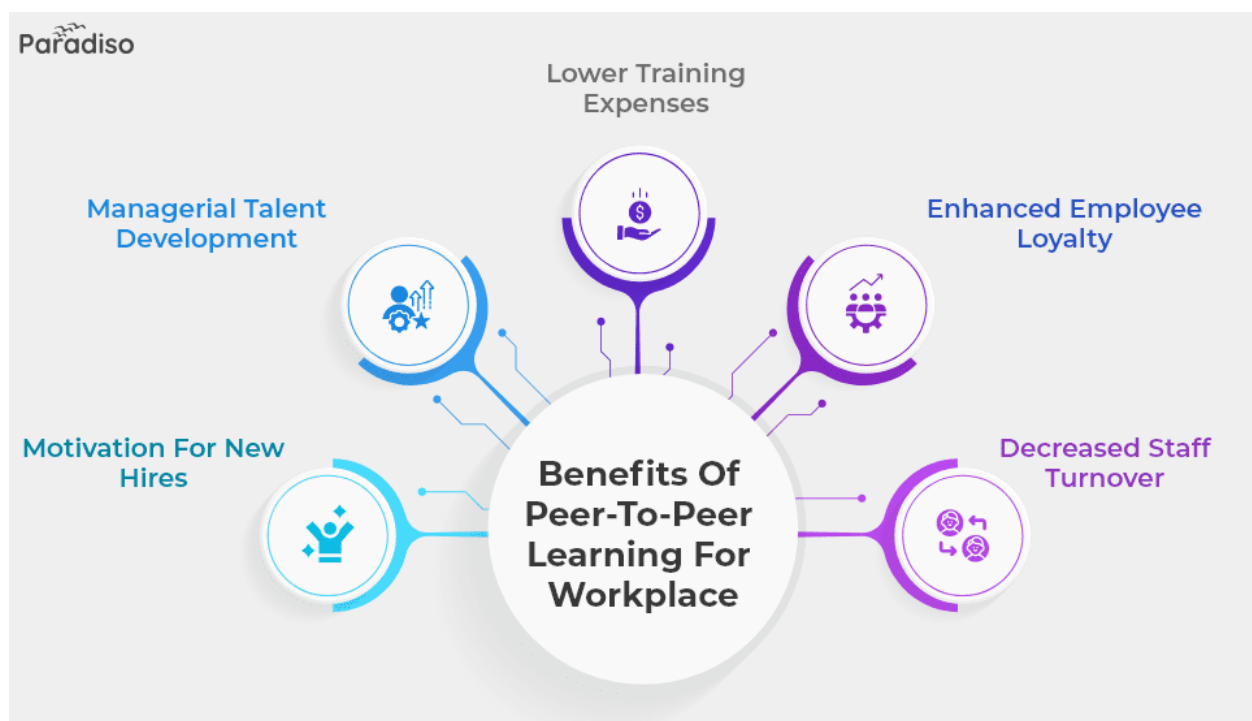 Paradiso
Lower Training
Expenses
Managerial Talent
Development
Enhanced Employee
Loyalty
Motivation For New
Hires
Decreased Staff
Turnover
Benefits Of
Peer-To-Peer
Learning For
Workplace
$